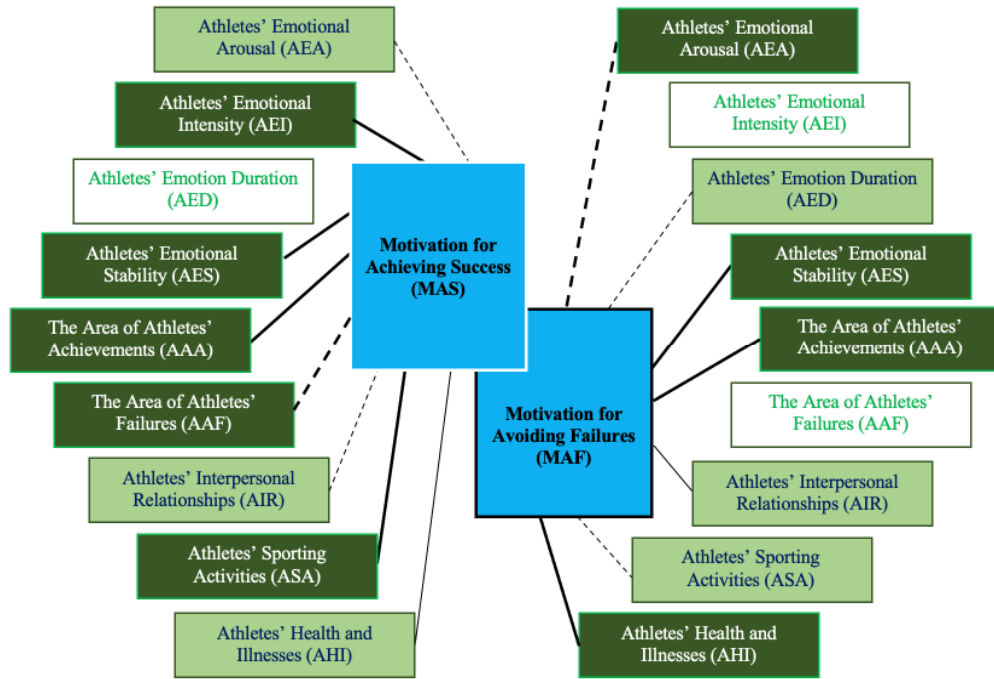 Athletes’ Emotional
Arousal (AEA)
Athletes’ Emotional
Intensity (AEI)
Athletes’ Emotion Duration
(AED)
Athletes’ Emotional
Stability (AES)
The Area of Athletes’
Achievements (AAA)
The Area of Athletes’
Failures (AAF)
Athletes’ Interpersonal
Relationships (AIR)
Athletes’ Sporting
Activities (ASA)
Athletes’ Health and
Illnesses (AHI)
Motivation for
Achieving Success
(MAS)
Motivation for
Avoiding Failures
(MAF)
Athletes’ Emotional
Arousal (AEA)
Athletes’ Emotional
Intensity (AEI)
Athletes’ Emotion Duration
(AED)
Athletes’ Emotional
Stability (AES)
The Area of Athletes’
Achievements (AAA)
The Area of Athletes’
Failures (AAF)
Athletes’ Interpersonal
Relationships (AIR)
Athletes’ Sporting
Activities (ASA)
Athletes’ Health and
Illnesses (AHI)